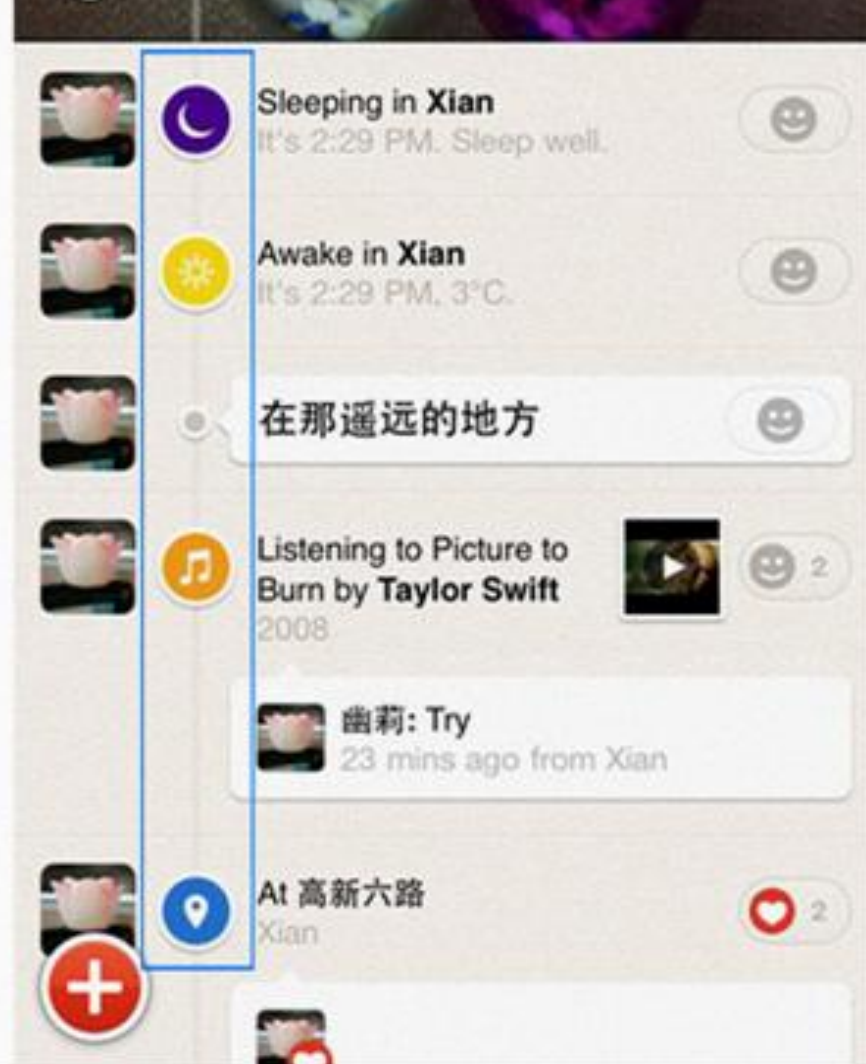 Sleeping in Xian
It's 2:29 PM. Sleep well.
Awake in Xian
It's 2:29 PM, 3°C.
在那遥远的地方
Listening to Picture to
Burn by Taylor Swift
2
2008
幽莉: Try
23 mins ago from Xian
At 高新六路
2
Xian